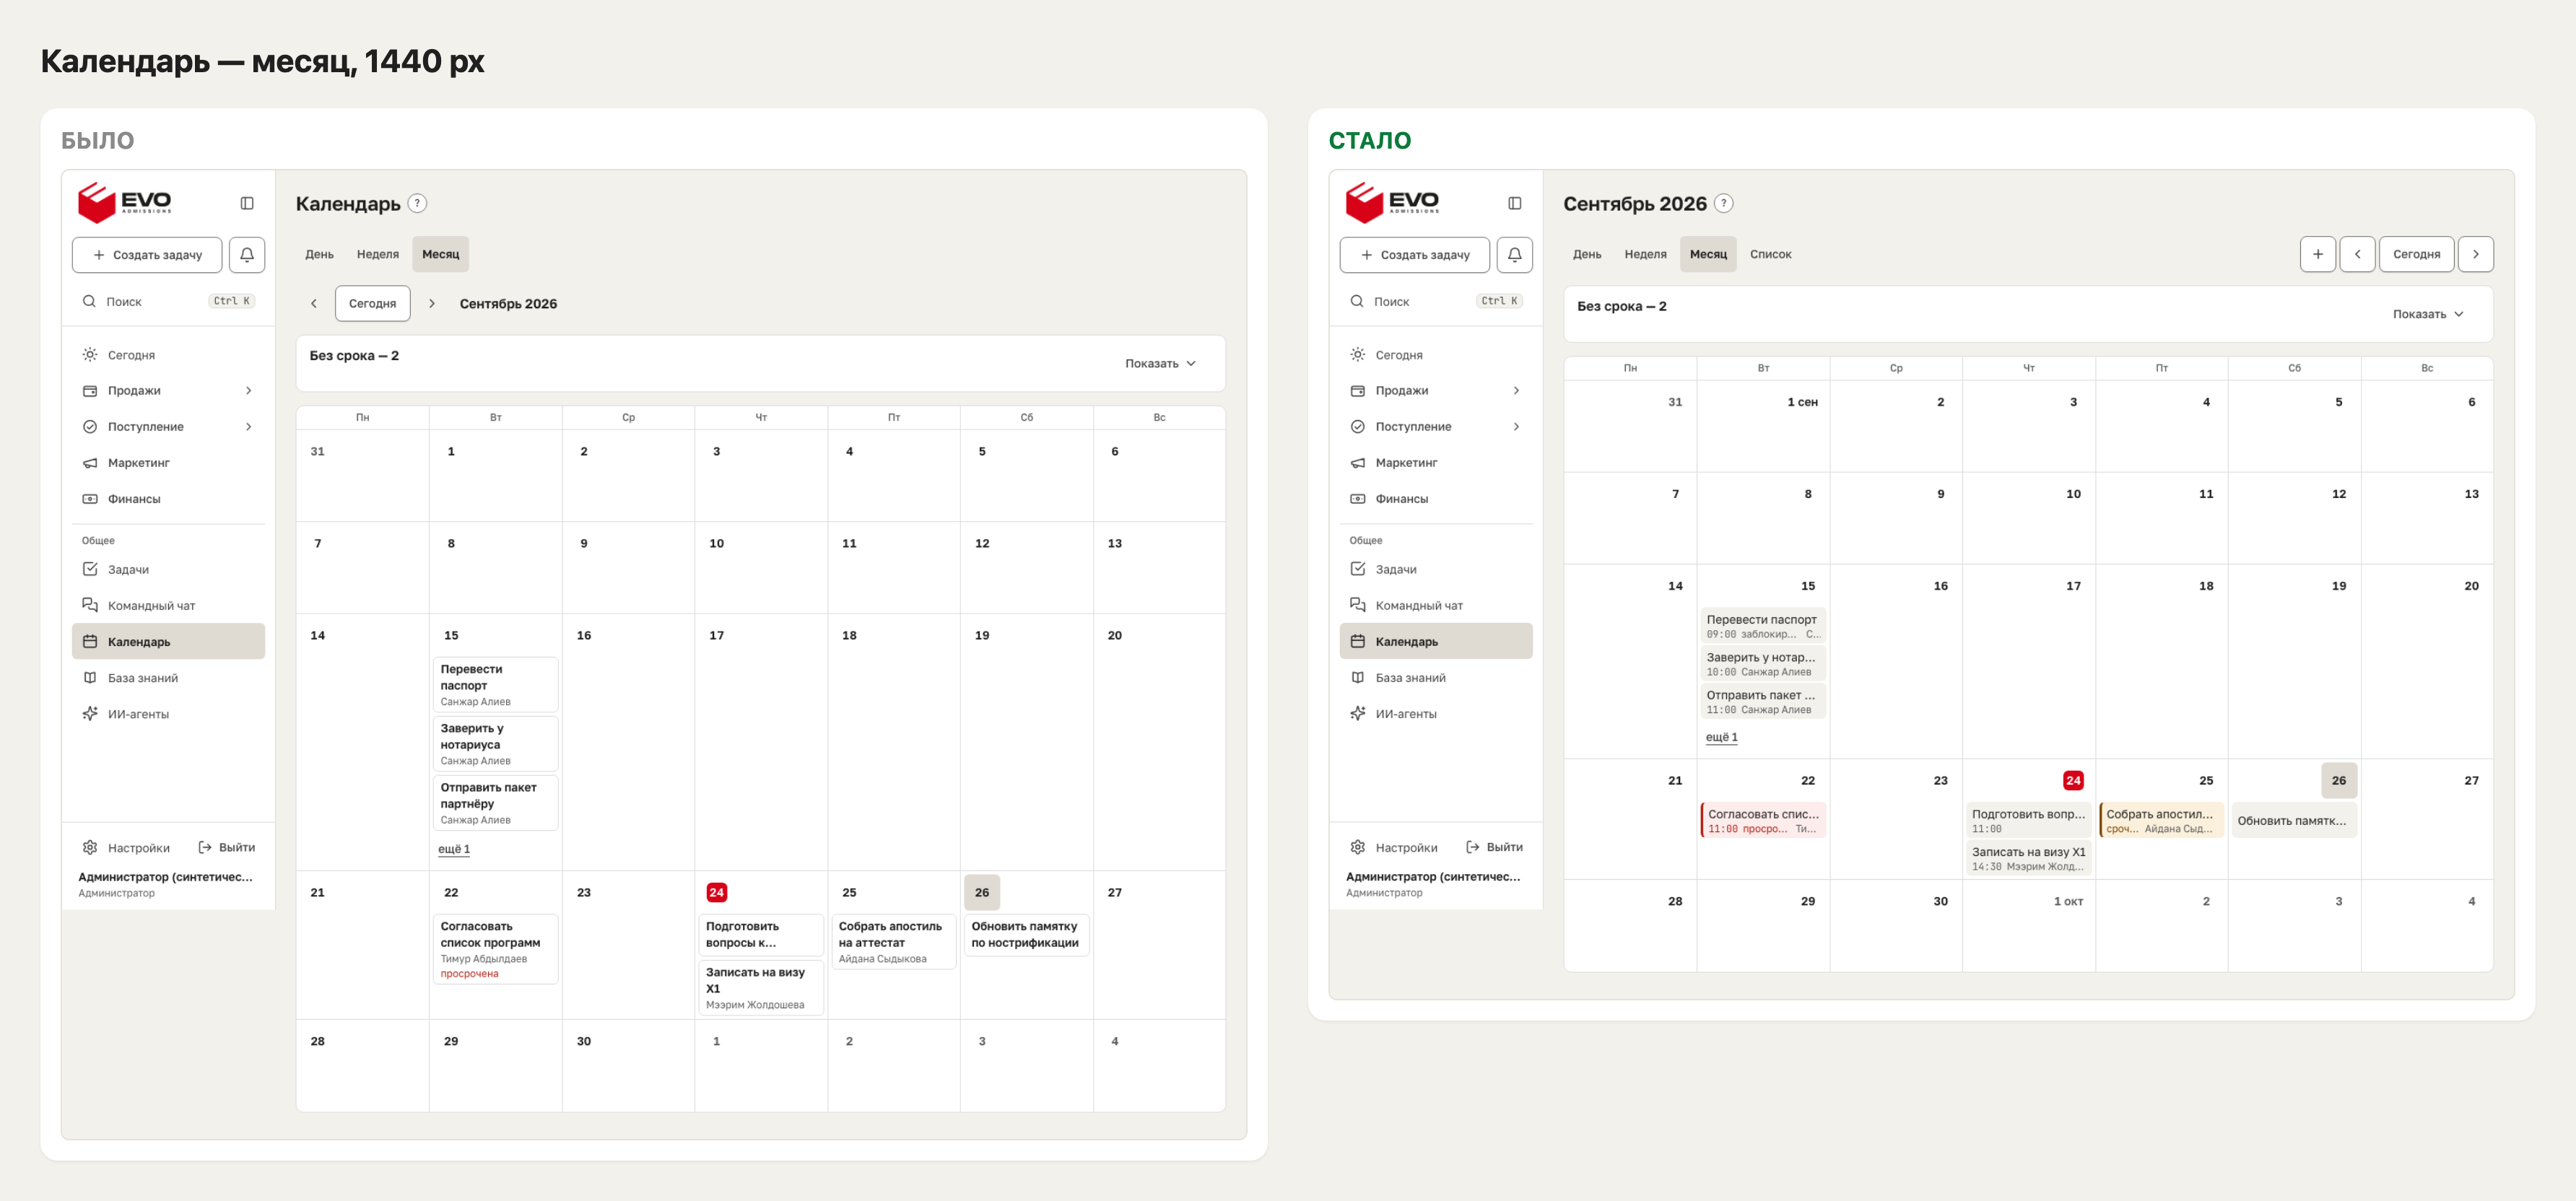 Календарь — месяц, 1440 px
БЫЛО
EVO
ADMISSIONS
Создать задачу
Поиск Ctrl K
Сегодня
Продажи
Поступление
Маркетинг
Финансы
Общее
Задачи
Командный чат
Календарь
База знаний
ИИ-агенты
Настройки Выйти
Администратор (синтетичес...
Администратор
Календарь ?
День Неделя Месяц
Сегодня Сентябрь 2026
Без срока — 2
Показать
Пн Вт Ср Чт Пт Сб Вс
31 1 2 3 4 5 6
7 8 9 10 11 12 13
14 15 16 17 18 19 20
Перевести
паспорт
Санжар Алиев
Заверить у
нотариуса
Санжар Алиев
Отправить пакет
партнёру
Санжар Алиев
ещё 1
21 22 23 24 25 26 27
Согласовать
список программ
Тимур Абдылдаев
просрочена
Подготовить
вопросы к...
Записать на визу
X1
Мээрим Жолдошева
Собрать апостиль
на аттестат
Айдана Сыдыкова
Обновить памятку
по нострификации
28 29 30 1 2 3 4
СТАЛО
EVO
ADMISSIONS
Создать задачу
Поиск Ctrl K
Сегодня
Продажи
Поступление
Маркетинг
Финансы
Общее
Задачи
Командный чат
Календарь
База знаний
ИИ-агенты
Настройки Выйти
Администратор (синтетичес...
Администратор
Сентябрь 2026 ?
День Неделя Месяц Список
+ Сегодня
Без срока — 2
Показать
Пн Вт Ср Чт Пт Сб Вс
31 1 сен 2 3 4 5 6
7 8 9 10 11 12 13
14 15 16 17 18 19 20
Перевести паспорт
09:00 заблокир... С...
Заверить у нотар...
10:00 Санжар Алиев
Отправить пакет ...
11:00 Санжар Алиев
ещё 1
21 22 23 24 25 26 27
Согласовать спис...
11:00 просро... Ти...
Подготовить вопр...
11:00
Записать на визу X1
14:30 Мээрим Жолд...
Собрать апостил...
сроч... Айдана Сыд...
Обновить памятк...
28 29 30 1 окт 2 3 4